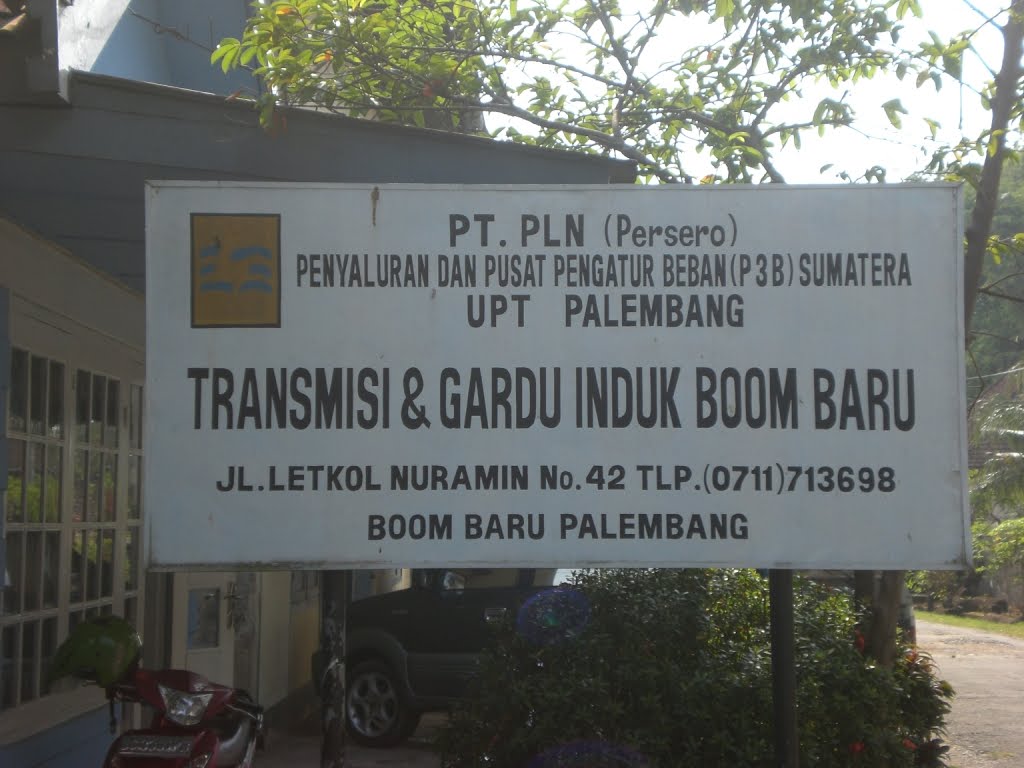 PT. PLN (Persero)
PENYALURAN DAN PUSAT PENGATUR BEBAN (P3B) SUMATERA
UPT PALEMBANG
TRANSMISI & GARDU INDUK BOOM BARU
JL. LETKOL NURAMIN No. 42 TLP. (0711) 713698
BOOM BARU PALEMBANG